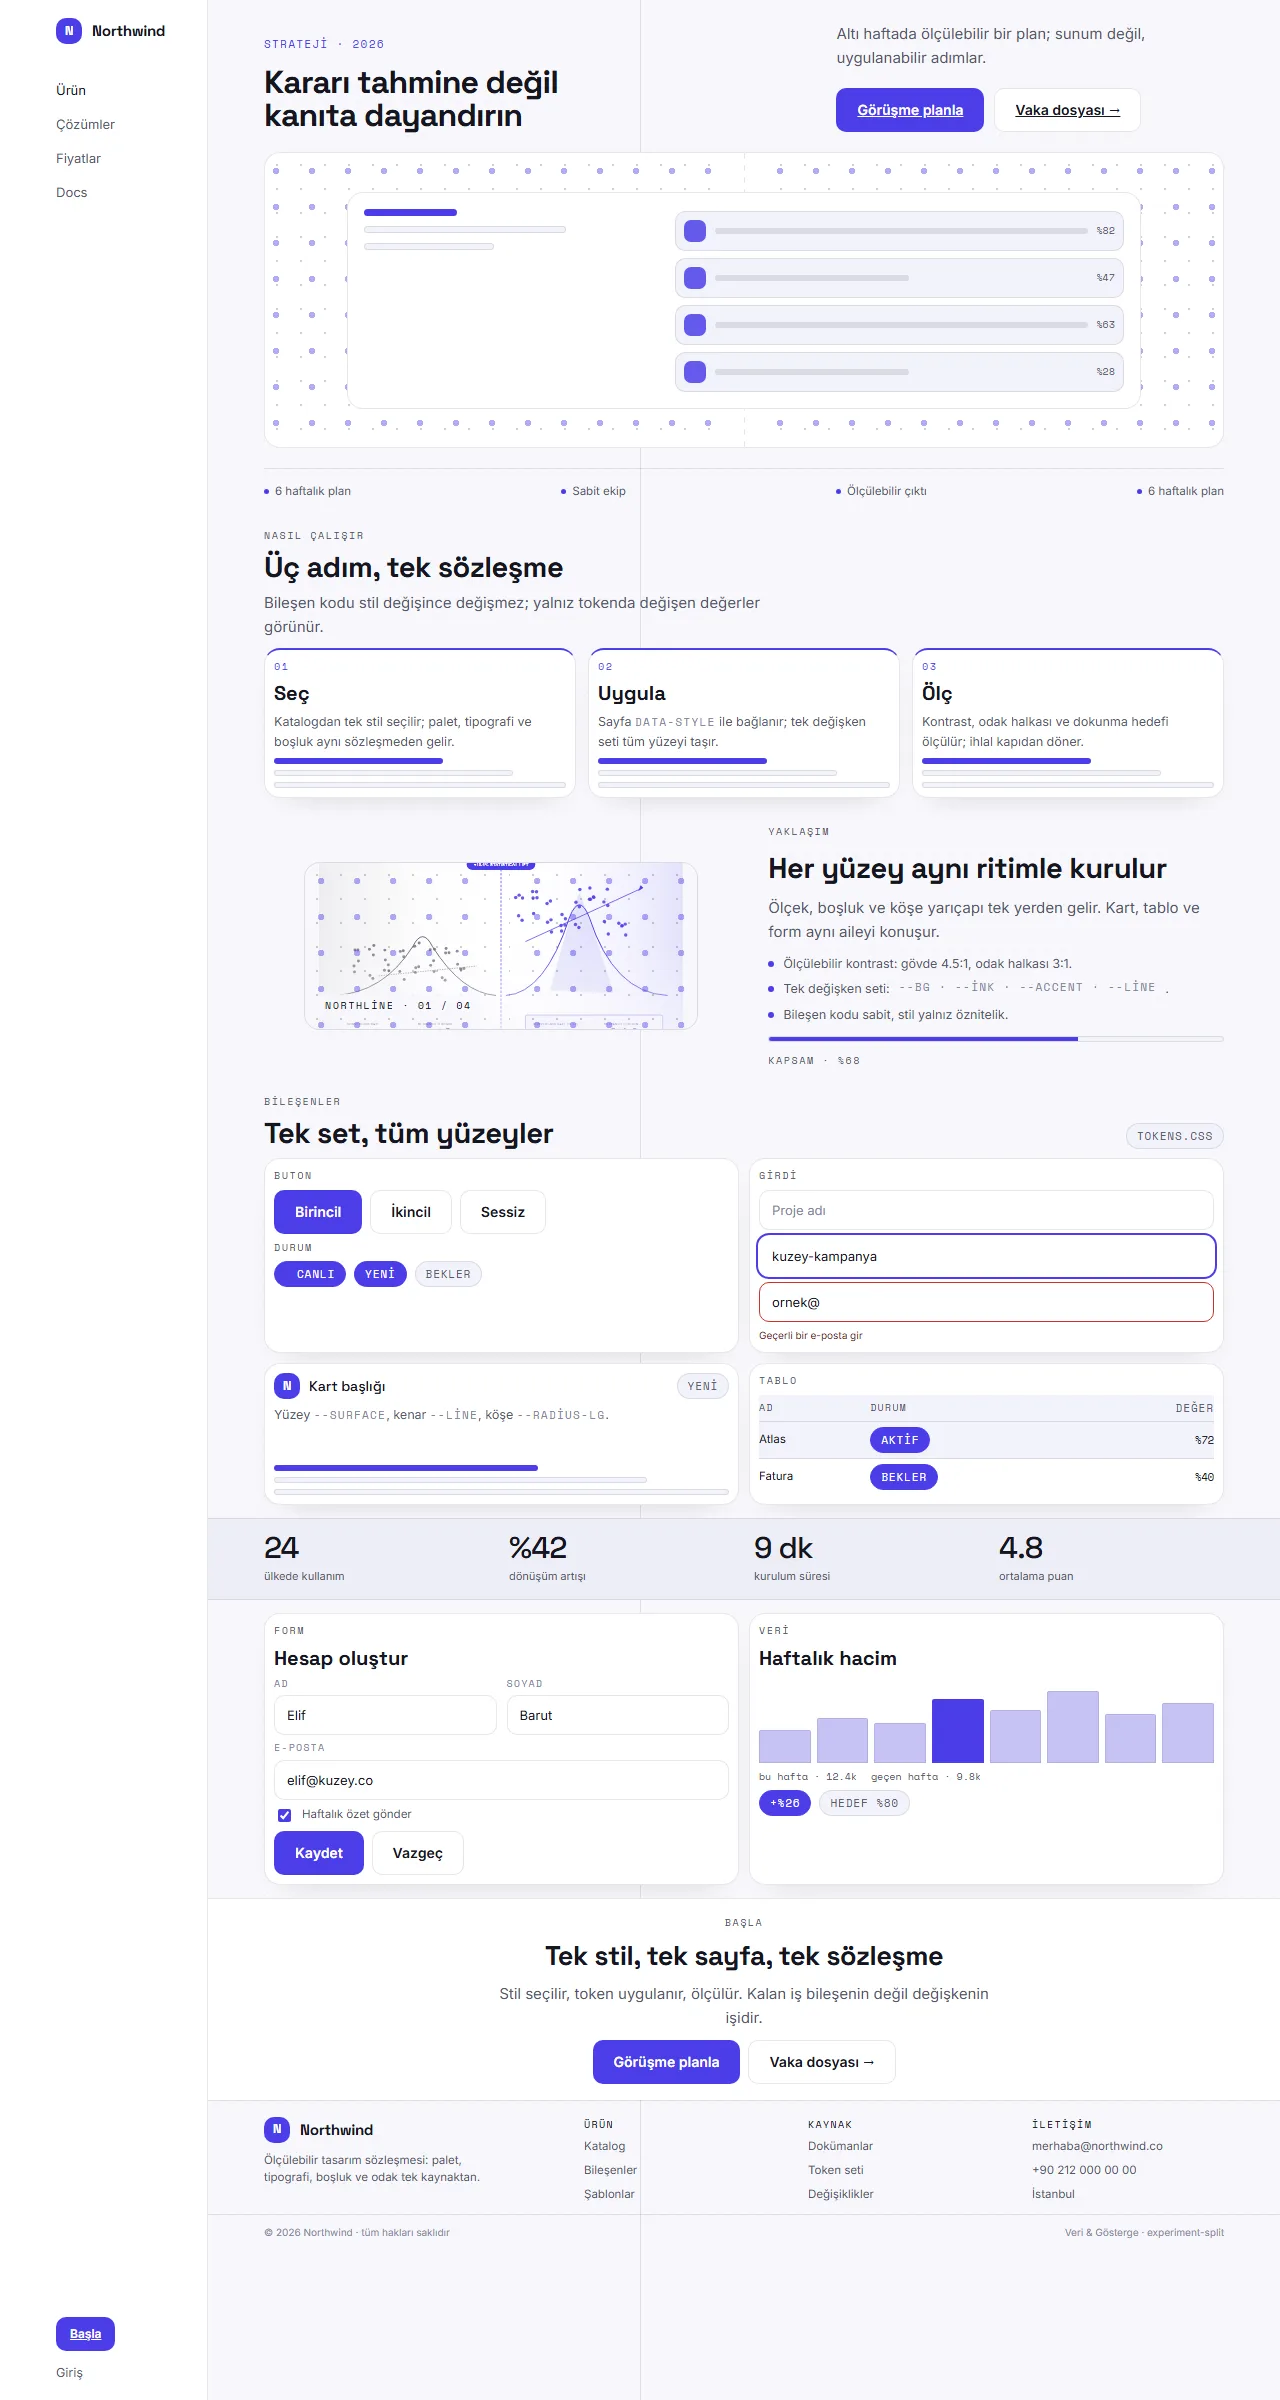 N Northwind
Ürün
Çözümler
Fiyatlar
Docs
STRATEJİ · 2026
Kararı tahmine değil
kanıta dayandırın
Altı haftada ölçülebilir bir plan; sunum değil,
uygulanabilir adımlar.
Görüşme planla
Vaka dosyası →
%82
%47
%63
%28
6 haftalık plan
Sabit ekip
Ölçülebilir çıktı
6 haftalık plan
NASIL ÇALIŞIR
Üç adım, tek sözleşme
Bileşen kodu stil değişince değişmez; yalnız tokenda değişen değerler
görünür.
01
Seç
Katalogdan tek stil seçilir; palet, tipografi ve
boşluk aynı sözleşmeden gelir.
02
Uygula
Sayfa DATA-STYLE ile bağlanır; tek değişken
seti tüm yüzeyi taşır.
03
Ölç
Kontrast, odak halkası ve dokunma hedefi
ölçülür; ihlal kapıdan döner.
NORTHLİNE · 01 / 04
YAKLAŞIM
Her yüzey aynı ritimle kurulur
Ölçek, boşluk ve köşe yarıçapı tek yerden gelir. Kart, tablo ve
form aynı aileyi konuşur.
Ölçülebilir kontrast: gövde 4.5:1, odak halkası 3:1.
Tek değişken seti: --BG · --İNK · --ACCENT · --LİNE .
Bileşen kodu sabit, stil yalnız öznitelik.
KAPSAM · %68
BİLEŞENLER
Tek set, tüm yüzeyler
TOKENS.CSS
BUTON
Birincil
İkincil
Sessiz
DURUM
CANLI
YENİ
BEKLER
GİRDİ
Proje adı
kuzey-kampanya
ornek@
Geçerli bir e-posta gir
N Kart başlığı
YENİ
Yüzey --SURFACE, kenar --LİNE, köşe --RADİUS-LG.
TABLO
AD DURUM DEĞER
Atlas AKTİF %72
Fatura BEKLER %40
24
ülkede kullanım
%42
dönüşüm artışı
9 dk
kurulum süresi
4.8
ortalama puan
FORM
Hesap oluştur
AD
SOYAD
Elif
Barut
E-POSTA
elif@kuzey.co
Haftalık özet gönder
Kaydet
Vazgeç
VERİ
Haftalık hacim
bu hafta · 12.4k geçen hafta · 9.8k
+%26
HEDEF %80
BAŞLA
Tek stil, tek sayfa, tek sözleşme
Stil seçilir, token uygulanır, ölçülür. Kalan iş bileşenin değil değişkenin
işidir.
Görüşme planla
Vaka dosyası →
N Northwind
Ölçülebilir tasarım sözleşmesi: palet,
tipografi, boşluk ve odak tek kaynaktan.
ÜRÜN
Katalog
Bileşenler
Şablonlar
KAYNAK
Dokümanlar
Token seti
Değişiklikler
İLETİŞİM
merhaba@northwind.co
+90 212 000 00 00
İstanbul
© 2026 Northwind · tüm hakları saklıdır
Veri & Gösterge · experiment-split
Başla
Giriş